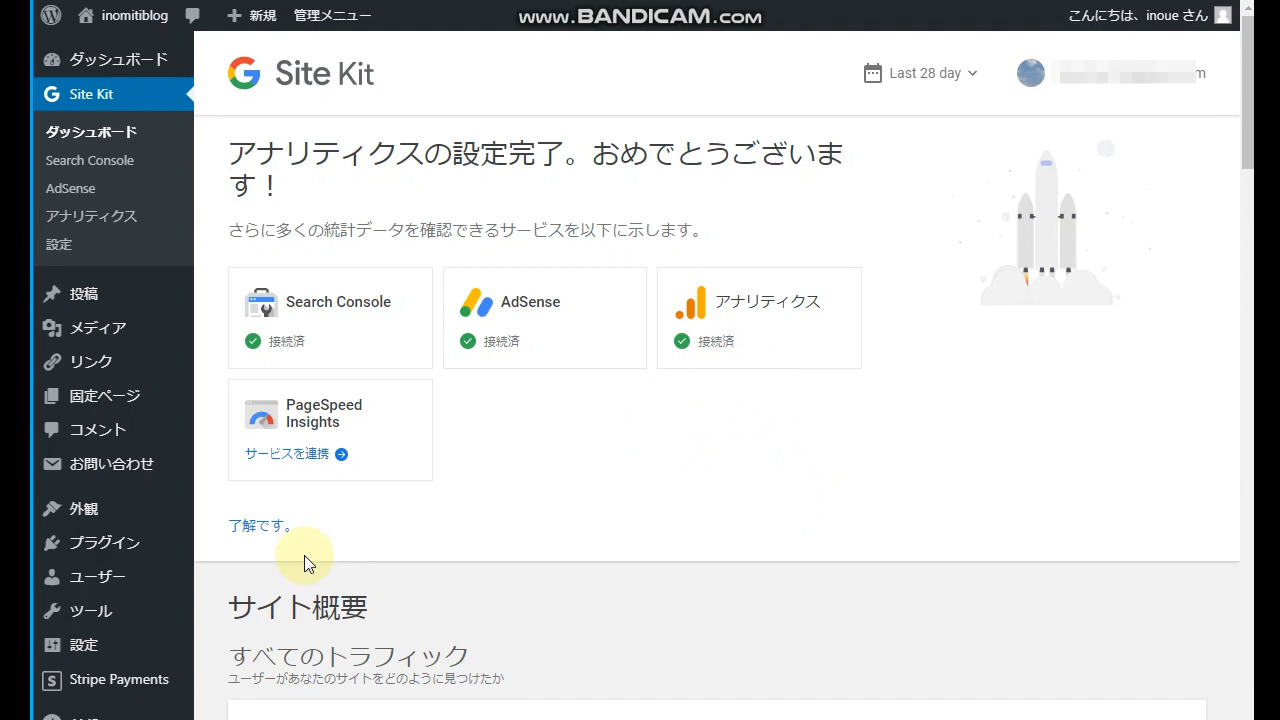 inomitiblog
新規
管理メニュー
www.BANDICAM.com
こんにちは、inoue さん
ダッシュボード
Site Kit
ダッシュボード
Search Console
AdSense
アナリティクス
設定
投稿
メディア
リンク
固定ページ
コメント
お問い合わせ
外観
プラグイン
ユーザー
ツール
設定
Stripe Payments
Site Kit
Last 28 day
m
アナリティクスの設定完了。おめでとうございま
す！
さらに多くの統計データを確認できるサービスを以下に示します。
Search Console
接続済
AdSense
接続済
アナリティクス
接続済
PageSpeed
Insights
サービスを連携
了解です。
サイト概要
すべてのトラフィック
ユーザーがあなたのサイトをどのように見つけたか